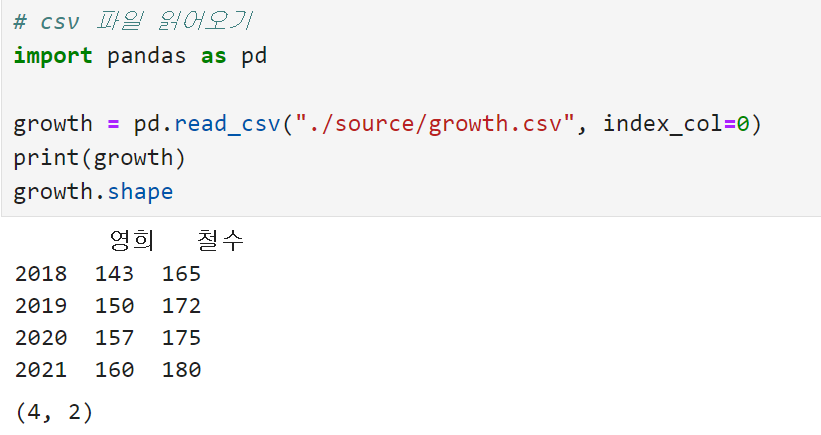 # csv 파일 읽어오기
import pandas as pd
growth = pd.read_csv("./source/growth.csv", index_col=0)
print(growth)
growth.shape
영희 철수
2018 143 165
2019 150 172
2020 157 175
2021 160 180
(4, 2)